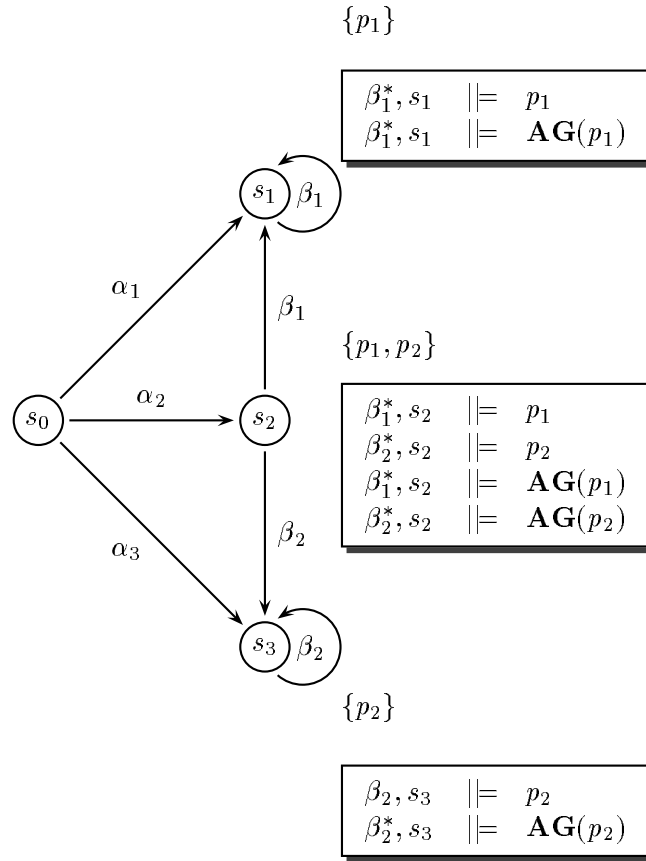 {p₁}
β₁*, s₁ ||= p₁
β₁*, s₁ ||= AG(p₁)
s₁ β₁
α₁
β₁
{p₁, p₂}
s₀ α₂ s₂
β₁*, s₂ ||= p₁
β₂*, s₂ ||= p₂
β₁*, s₂ ||= AG(p₁)
β₂*, s₂ ||= AG(p₂)
β₂
α₃
s₃ β₂
{p₂}
β₂, s₃ ||= p₂
β₂*, s₃ ||= AG(p₂)